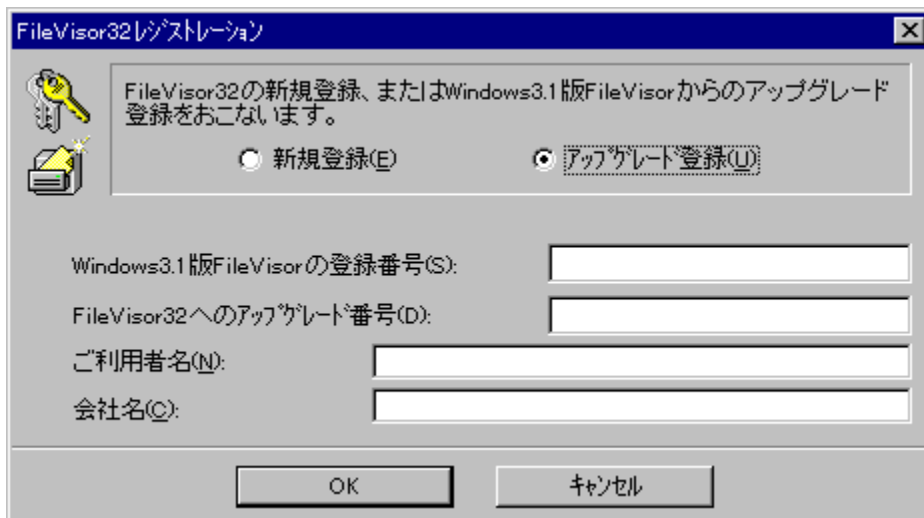 FileVisor32ﾚｼﾞｽﾄﾚｰｼｮﾝ
FileVisor32の新規登録、またはWindows3.1版FileVisorからのアップグレード
登録をおこないます。
新規登録(E)
ｱｯﾌﾟｸﾞﾚｰﾄﾞ登録(U)
Windows3.1版FileVisorの登録番号(S):
FileVisor32へのｱｯﾌﾟｸﾞﾚｰﾄﾞ番号(D):
ご利用者名(N):
会社名(C):
OK
ｷｬﾝｾﾙ